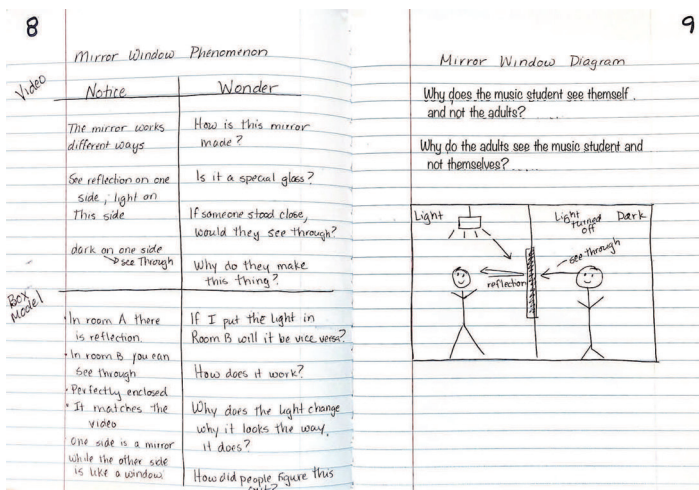 8
Mirror Window Phenomenon
Video
Notice
Wonder
The mirror works
different ways
How is this mirror
made?
See reflection on one
side, light on
This side
Is it a special glass?
If someone stood close,
would they see through?
dark on one side
see Through
Why do they make
this thing?
Box
Model
In room A there
is reflection.
If I put the light in
Room B will it be vice versa?
• In room B you can
see through
How does it work?
• Perfectly enclosed
• It matches the
video
Why does the light change
why it looks the way
it does?
One side is a mirror
while the other side
is like a window.
How did people figure this
9
Mirror Window Diagram
Why does the music student see themself
and not the adults?
Why do the adults see the music student and
not themselves?
Light
Light
turned
off
Dark
see through
reflection